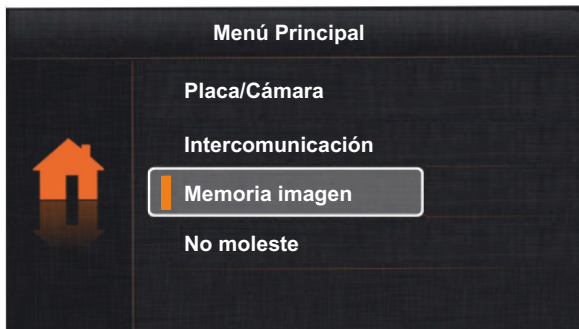 Menú Principal
Placa/Cámara
Intercomunicación
Memoria imagen
No moleste